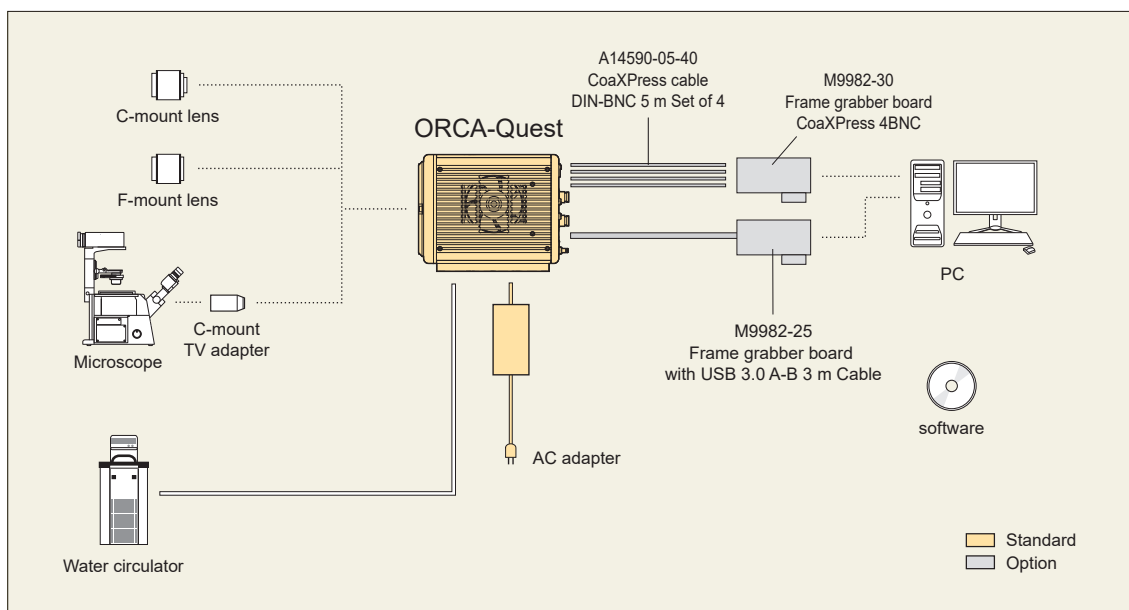 A14590-05-40
CoaXPress cable
DIN-BNC 5 m Set of 4
M9982-30
Frame grabber board
CoaXPress 4BNC
C-mount lens
ORCA-Quest
F-mount lens
PC
C-mount
TV adapter
Microscope
M9982-25
Frame grabber board
with USB 3.0 A-B 3 m Cable
software
AC adapter
Water circulator
Standard
Option